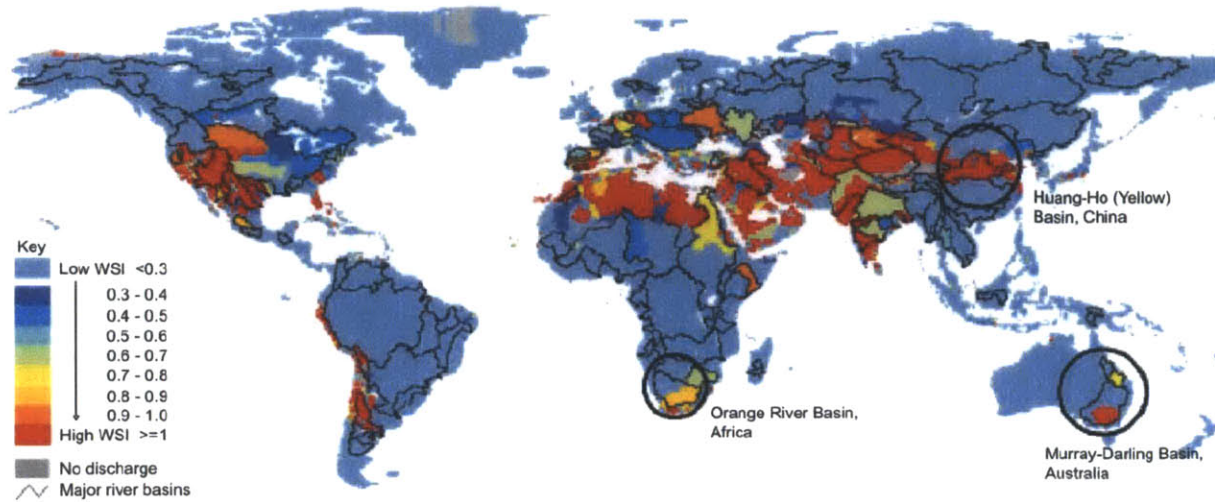 Huang-Ho (Yellow)
Basin, China
Key
Low WSI <0.3
0.3 - 0.4
0.4 - 0.5
0.5 - 0.6
0.6 - 0.7
0.7 - 0.8
0.8 - 0.9
0.9 - 1.0
High WSI >=1
No discharge
Major river basins
Orange River Basin,
Africa
Murray-Darling Basin,
Australia